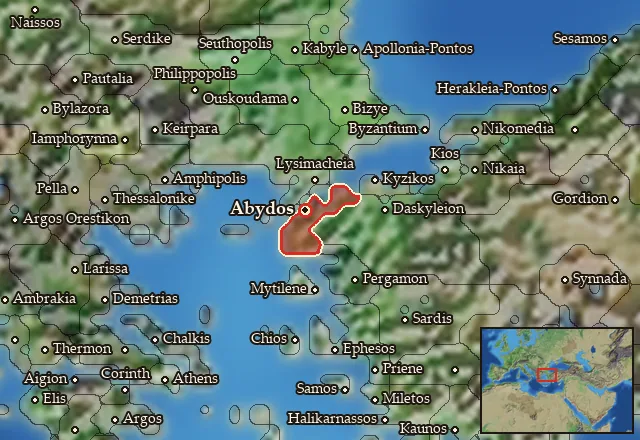 Naissos
Serdike
Seuthopolis
Kabyle
Apollonia-Pontos
Sesamos
Pautalia
Philippopolis
Herakleia-Pontos
Bylazora
Ouskoudama
Bizye
Iamphorynna
Keirpara
Byzantium
Nikomedia
Kios
Lysimacheia
Nikaia
Pella
Amphipolis
Kyzikos
Thessalonike
Abydos
Daskyleion
Gordion
Argos Orestikon
Larissa
Pergamon
Synnada
Ambrakia
Demetrias
Mytilene
Sardis
Thermon
Chalkis
Chios
Ephesos
Aigion
Corinth
Athens
Priene
Elis
Samos
Miletos
Argos
Halikarnassos
Kaunos